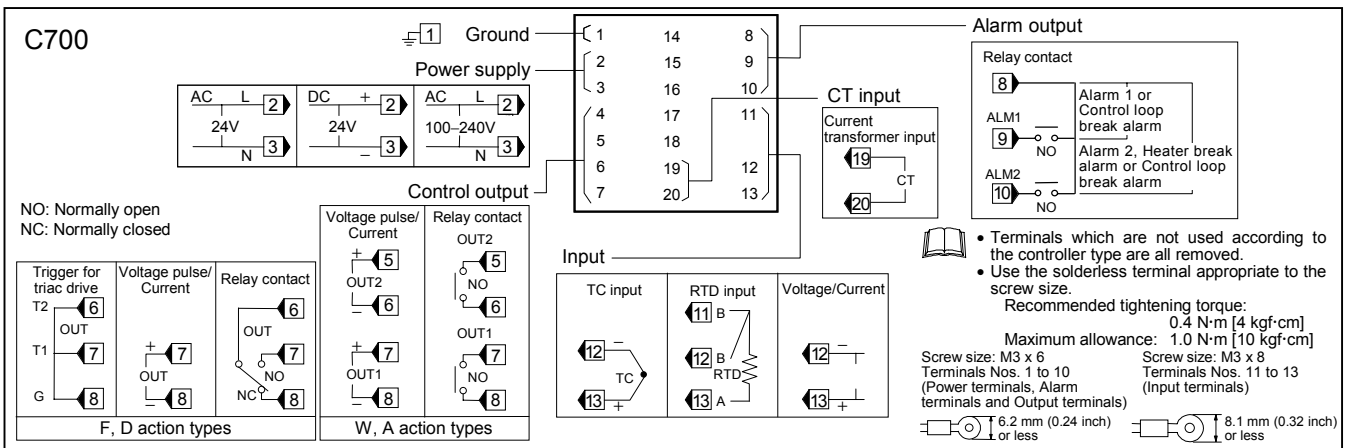 C700
1 Ground
Power supply
AC L 2
24V
N 3
DC + 2
24V
– 3
AC L 2
100–240V
N 3
Control output
NO: Normally open
NC: Normally closed
1 14 8
2 15 9
3 16 10
4 17 11
5 18
6 19 12
7 20 13
Alarm output
Relay contact
8
Alarm 1 or
Control loop
break alarm
ALM1
9
NO
Alarm 2, Heater break
alarm or Control loop
break alarm
ALM2
10
NO
CT input
Current
transformer input
19
CT
20
Trigger for
triac drive
T2 6
OUT
T1 7
G 8
Voltage pulse/
Current
+ 7
OUT
– 8
Relay contact
6
OUT
7
NO
NC 8
F, D action types
Voltage pulse/
Current
+ 5
OUT2
– 6
+ 7
OUT1
– 8
Relay contact
OUT2
5
NO
6
OUT1
7
NO
8
W, A action types
Input
TC input
12 –
TC
13 +
RTD input
11 B
12 B
RTD
13 A
Voltage/Current
12 –
13 +
• Terminals which are not used according to
the controller type are all removed.
• Use the solderless terminal appropriate to the
screw size.
Recommended tightening torque:
0.4 N·m [4 kgf·cm]
Maximum allowance: 1.0 N·m [10 kgf·cm]
Screw size: M3 x 6
Terminals Nos. 1 to 10
(Power terminals, Alarm
terminals and Output terminals)
6.2 mm (0.24 inch)
or less
Screw size: M3 x 8
Terminals Nos. 11 to 13
(Input terminals)
8.1 mm (0.32 inch)
or less